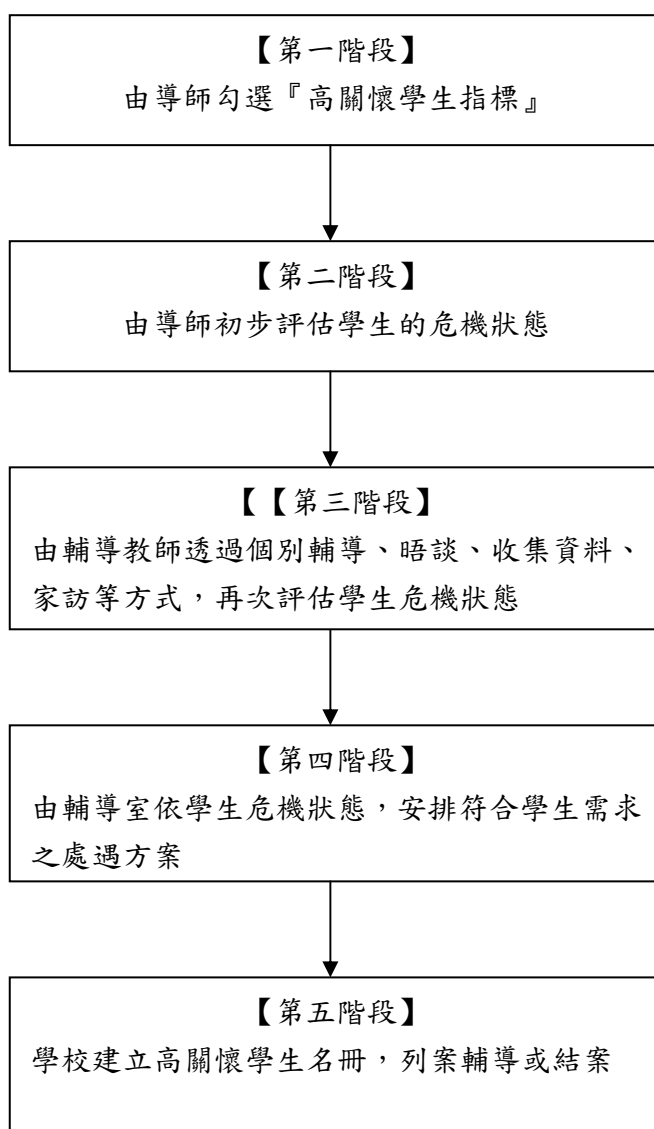 【第一階段】
由導師勾選『高關懷學生指標』
【第二階段】
由導師初步評估學生的危機狀態
【【第三階段】
由輔導教師透過個別輔導、晤談、收集資料、
家訪等方式，再次評估學生危機狀態
【第四階段】
由輔導室依學生危機狀態，安排符合學生需求
之處遇方案
【第五階段】
學校建立高關懷學生名冊，列案輔導或結案